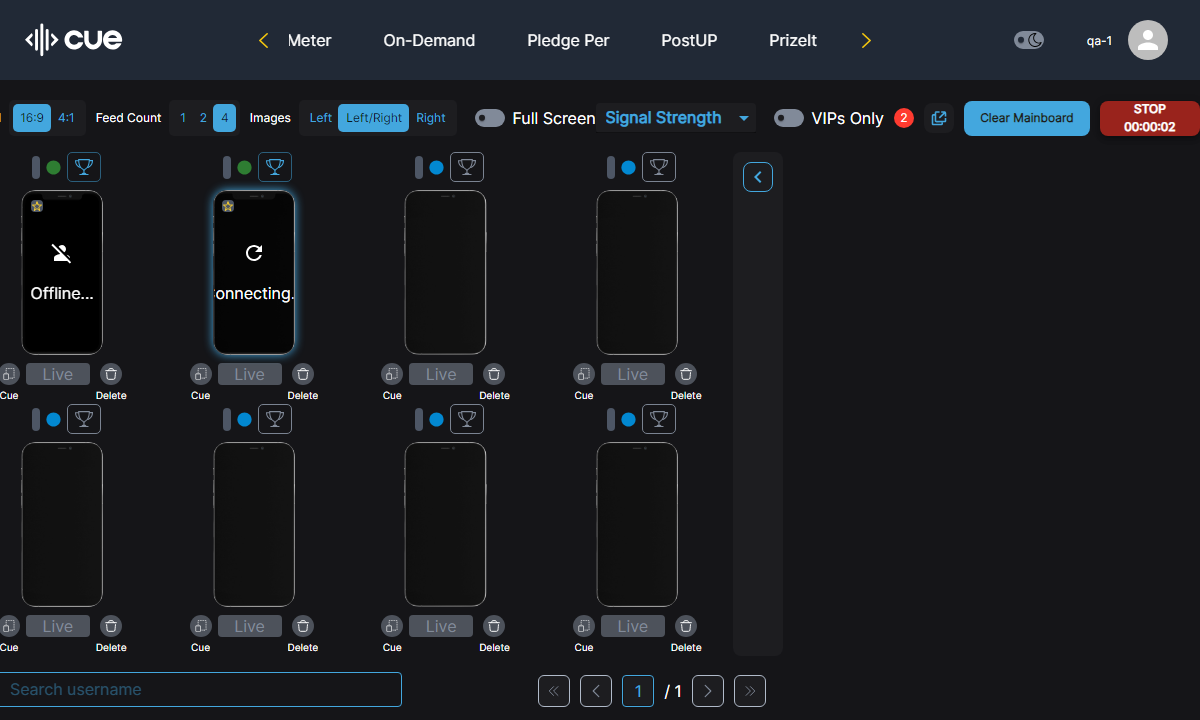 cue
Meter
On-Demand
Pledge Per
PostUP
PrizeIt
qa-1
16:9
4:1
Feed Count
1
2
4
Images
Left
Left/Right
Right
Full Screen
Signal Strength
VIPs Only
2
Clear Mainboard
STOP
00:00:02
Offline...
onnecting.
Live
Live
Live
Live
Cue
Delete
Cue
Delete
Cue
Delete
Cue
Delete
Live
Live
Live
Live
Cue
Delete
Cue
Delete
Cue
Delete
Cue
Delete
Search username
1
/ 1